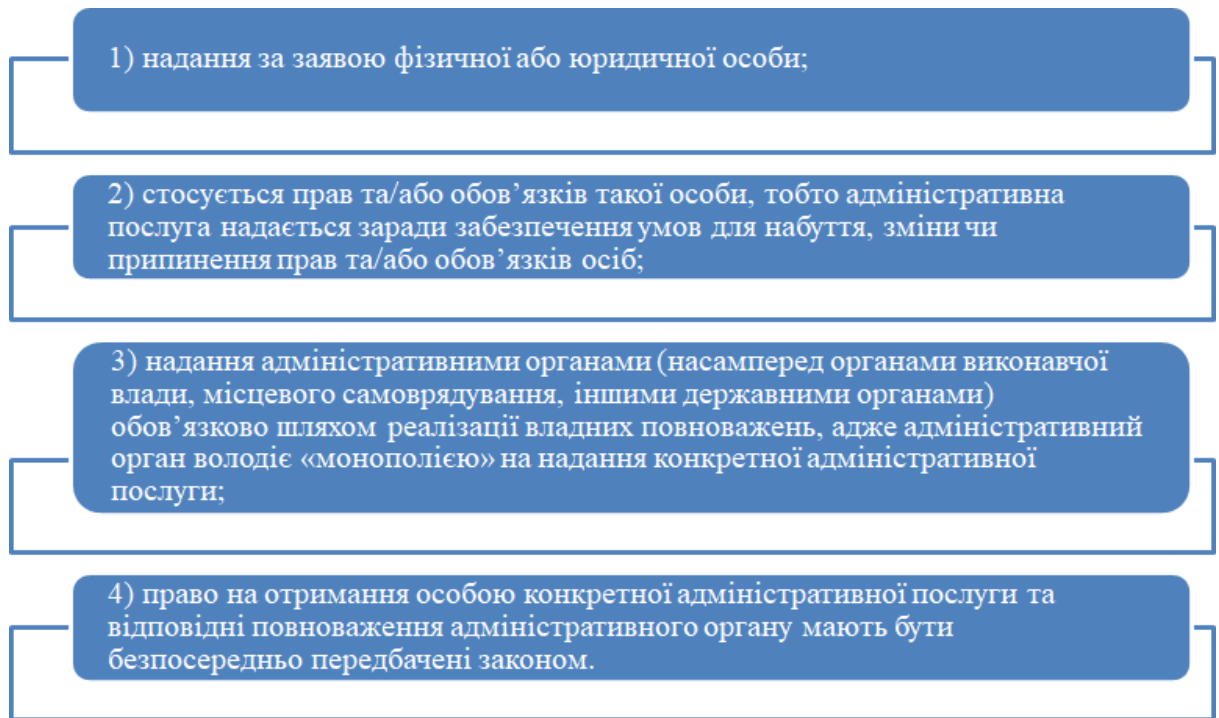 1) надання за заявою фізичної або юридичної особи;
2) стосується прав та/або обов’язків такої особи, тобто адміністративна
послуга надається заради забезпечення умов для набуття, зміни чи
припинення прав та/або обов’язків осіб;
3) надання адміністративними органами (насамперед органами виконавчої
влади, місцевого самоврядування, іншими державними органами)
обов’язково шляхом реалізації владних повноважень, адже адміністративний
орган володіє «монополією» на надання конкретної адміністративної
послуги;
4) право на отримання особою конкретної адміністративної послуги та
відповідні повноваження адміністративного органу мають бути
безпосередньо передбачені законом.